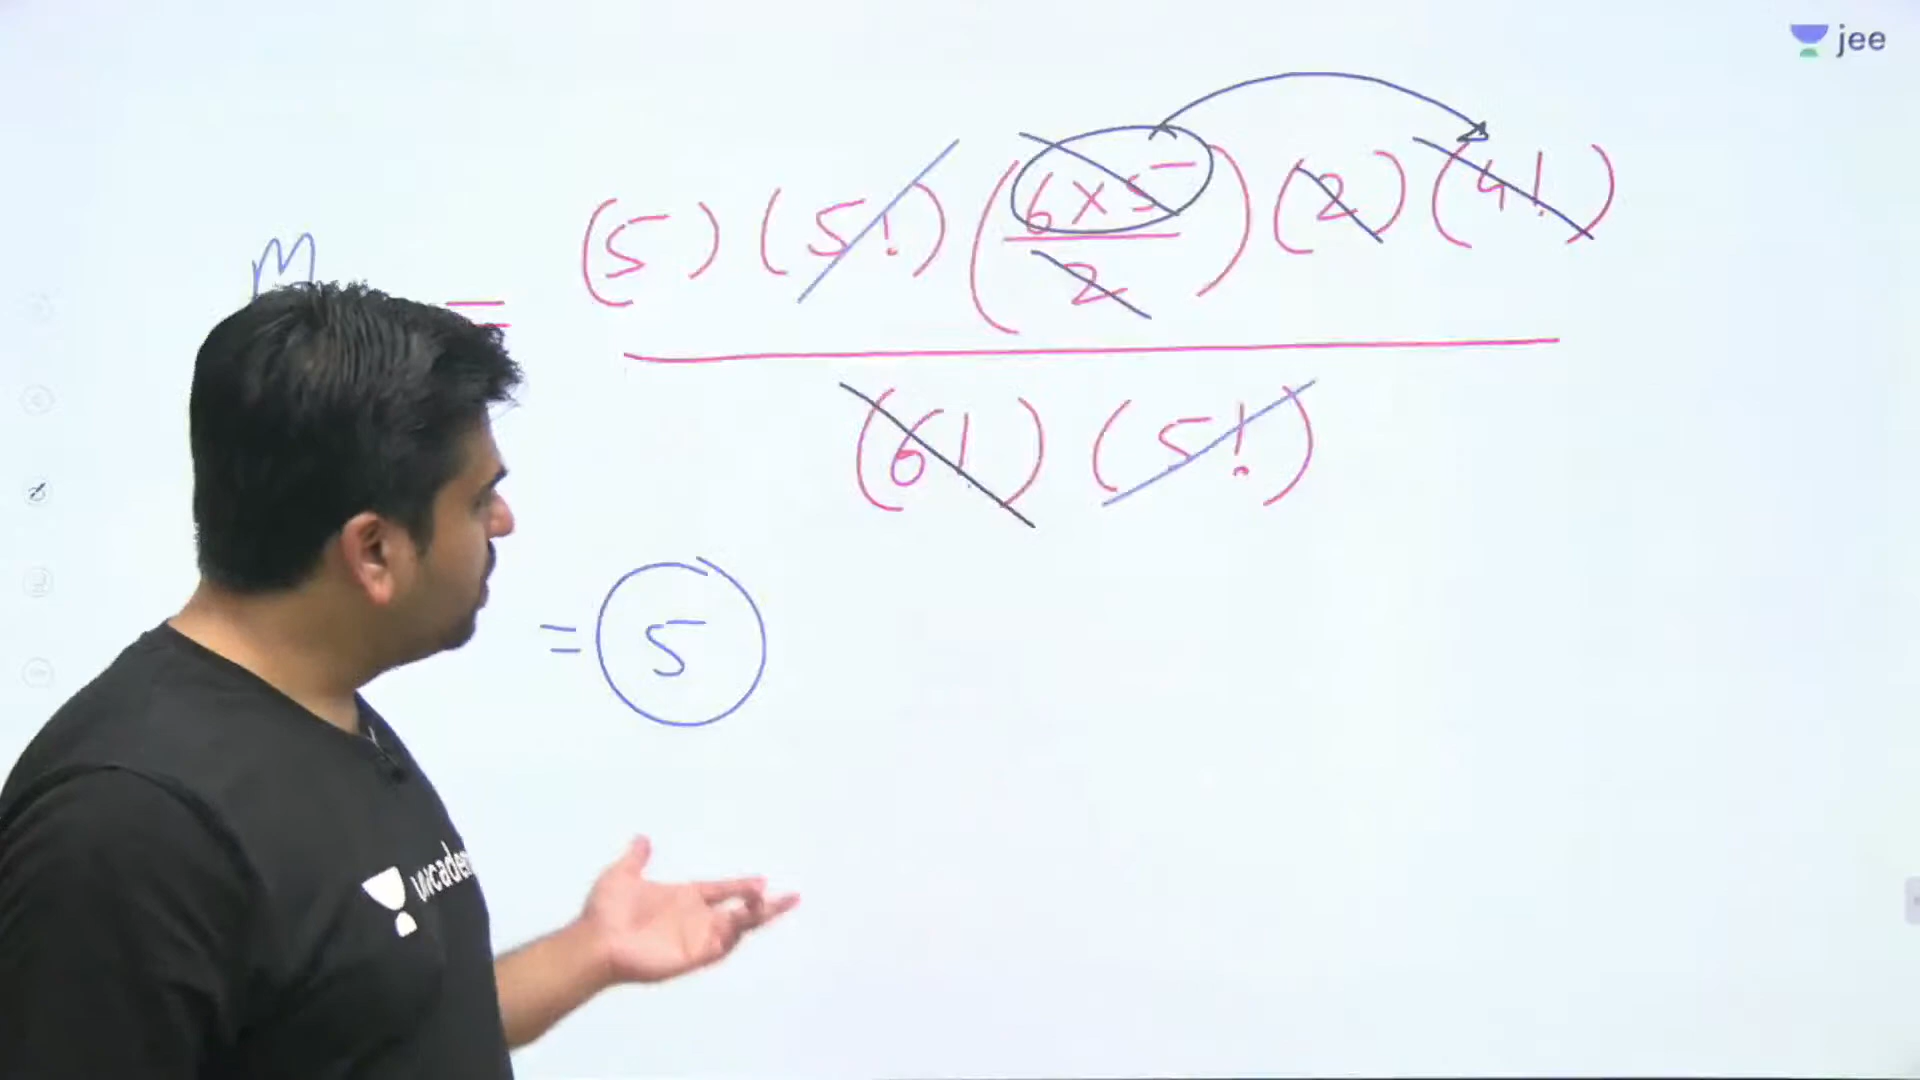 jee
m = (5) (5!) (6 × 5 / 2) (2) (4!)
(6!) (5!)
= 5